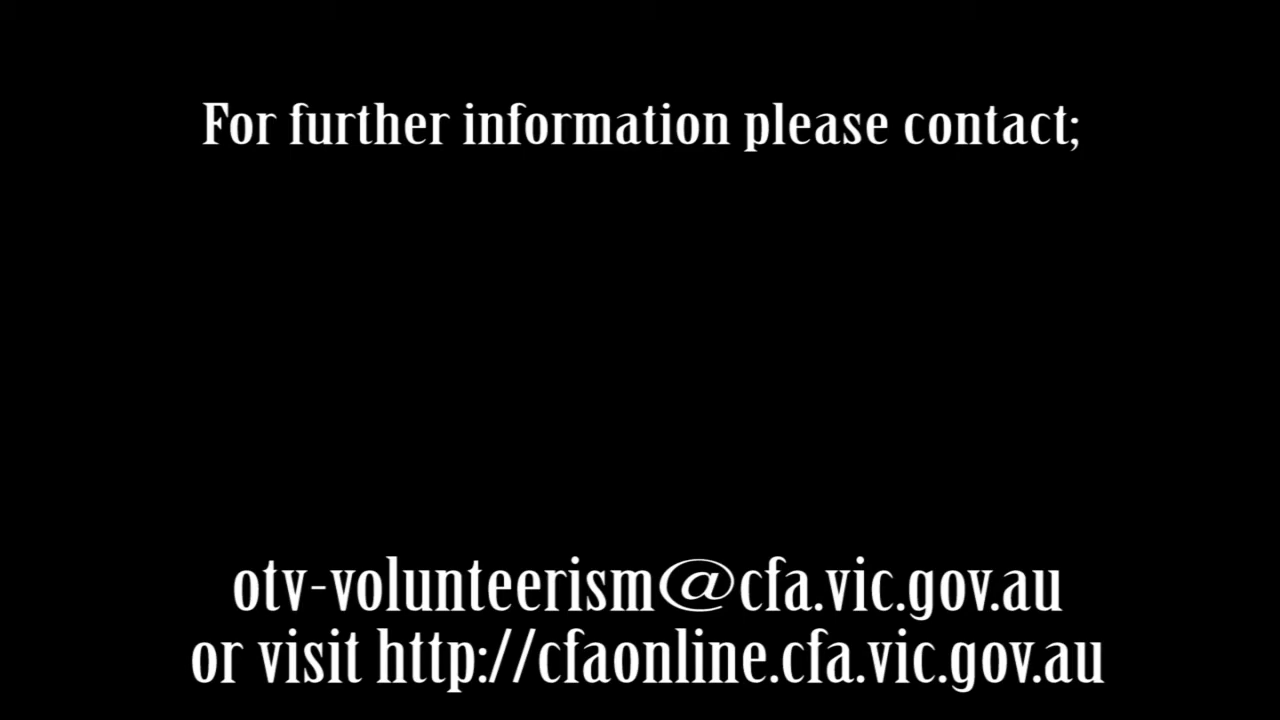 For further information please contact;
otv-volunteerism@cfa.vic.gov.au
or visit http://cfaonline.cfa.vic.gov.au